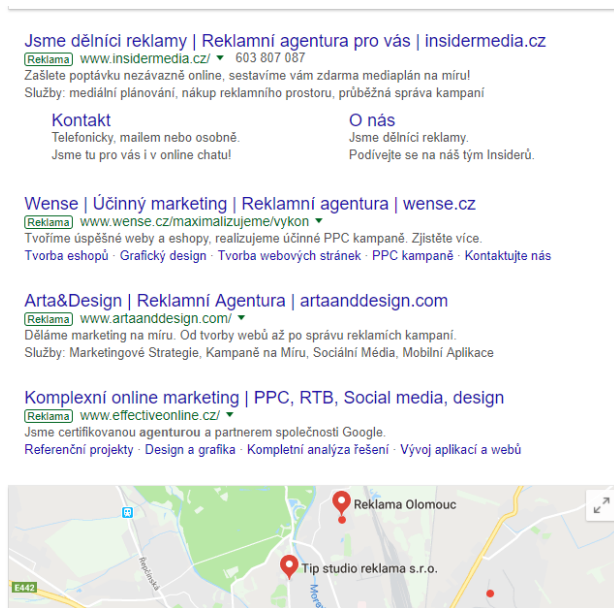 Jsme dělníci reklamy | Reklamní agentura pro vás | insidermedia.cz
Reklama www.insidermedia.cz/ ▼ 603 807 087
Zašlete poptávku nezávazně online, sestavíme vám zdarma mediaplán na míru!
Služby: mediální plánování, nákup reklamního prostoru, průběžná správa kampaní
Kontakt
Telefonicky, mailem nebo osobně.
Jsme tu pro vás i v online chatu!
O nás
Jsme dělníci reklamy.
Podívejte se na náš tým Insiderů.
Wense | Účinný marketing | Reklamní agentura | wense.cz
Reklama www.wense.cz/maximalizujeme/vykon ▼
Tvoříme úspěšné weby a eshopy, realizujeme účinné PPC kampaně. Zjistěte více.
Tvorba eshopů · Grafický design · Tvorba webových stránek · PPC kampaně · Kontaktujte nás
Arta&Design | Reklamní Agentura | artaanddesign.com
Reklama www.artaanddesign.com/ ▼
Děláme marketing na míru. Od tvorby webů až po správu reklamích kampaní.
Služby: Marketingové Strategie, Kampaně na Míru, Sociální Média, Mobilní Aplikace
Komplexní online marketing | PPC, RTB, Social media, design
Reklama www.effectiveonline.cz/ ▼
Jsme certifikovanou agenturou a partnerem společnosti Google.
Referenční projekty · Design a grafika · Kompletní analýza řešení · Vývoj aplikací a webů
Reklama Olomouc
Řepčínská
Tip studio reklama s.r.o.
E442